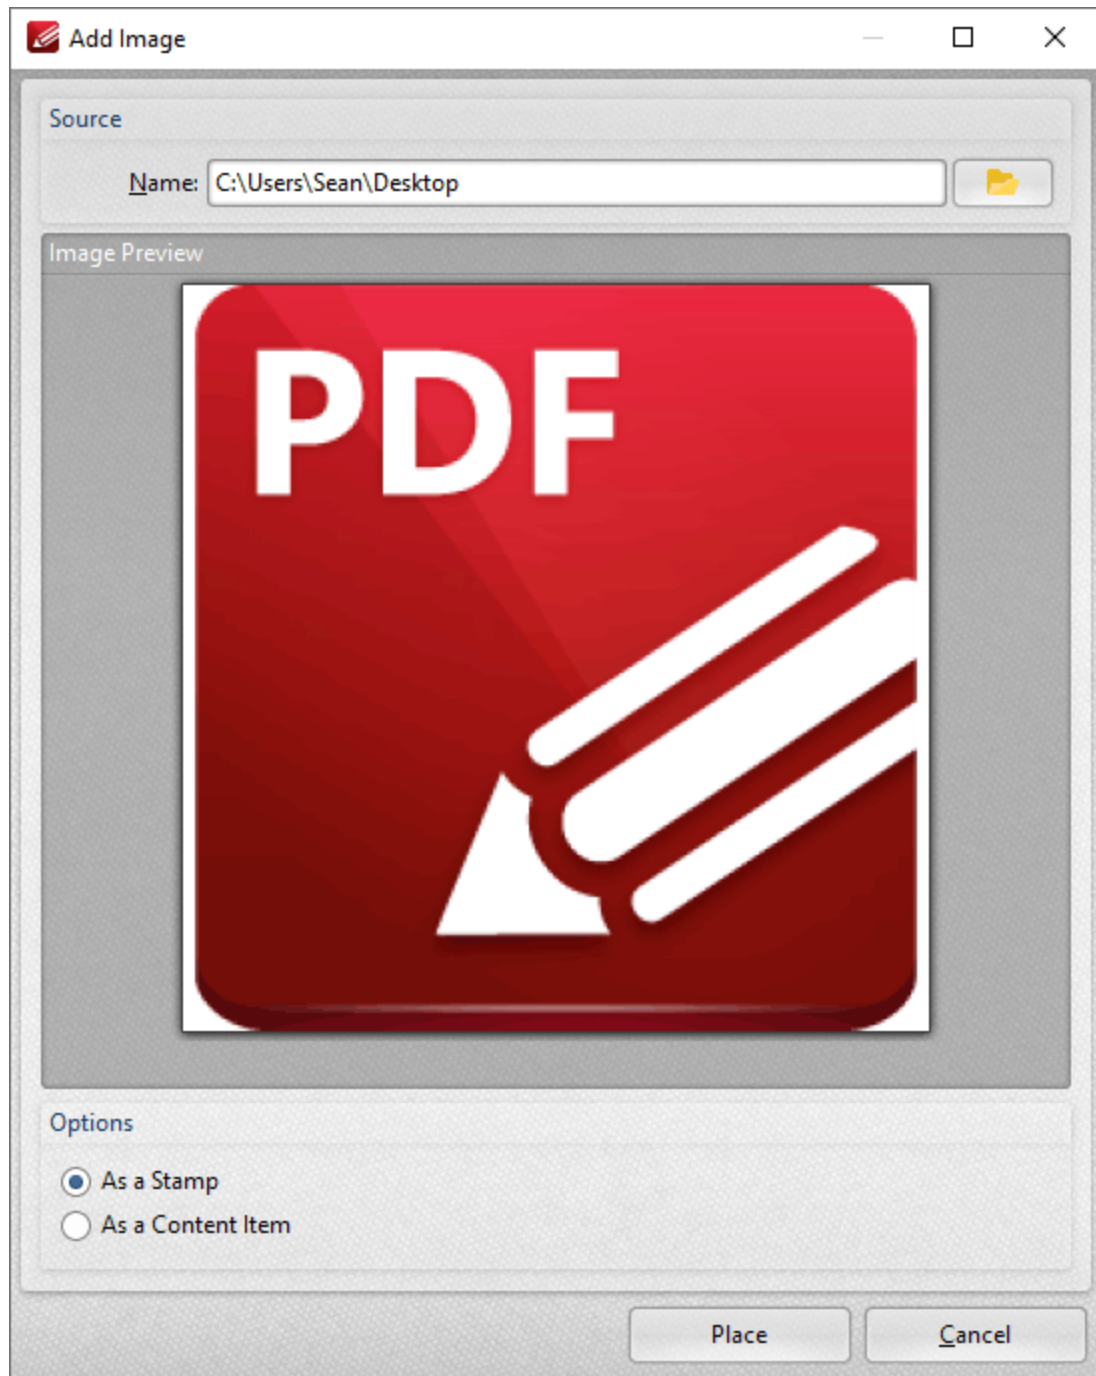 Add Image
Source
Name: C:\Users\Sean\Desktop
Image Preview
PDF
Options
As a Stamp
As a Content Item
Place Cancel